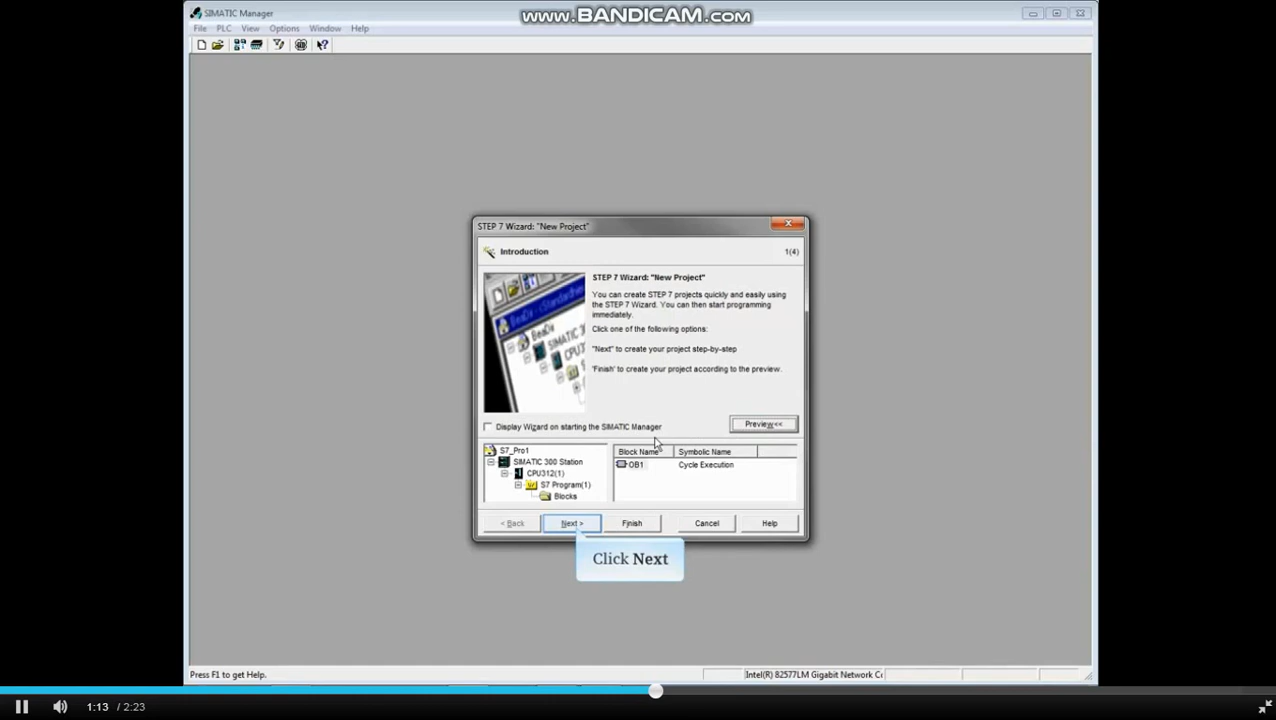 SIMATIC Manager
www.BANDICAM.com
File PLC View Options Window Help
STEP 7 Wizard: "New Project"
Introduction 1(4)
STEP 7 Wizard: "New Project"
You can create STEP 7 projects quickly and easily using
the STEP 7 Wizard. You can then start programming
immediately.
Click one of the following options:
"Next" to create your project step-by-step
'Finish' to create your project according to the preview.
Display Wizard on starting the SIMATIC Manager
Preview<<
S7_Pro1
SIMATIC 300 Station
CPU312(1)
S7 Program(1)
Blocks
Block Name Symbolic Name
OB1 Cycle Execution
< Back Next > Finish Cancel Help
Click Next
Press F1 to get Help. Intel(R) 82577LM Gigabit Network Cc
1:13 / 2:23